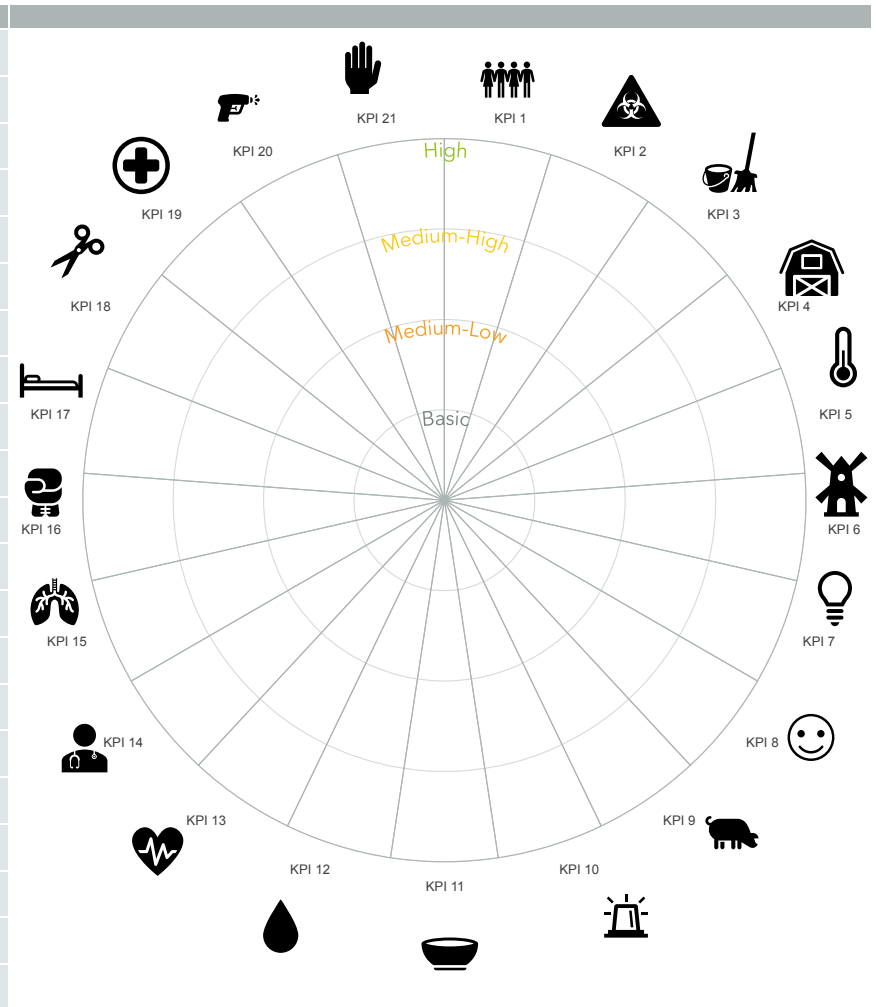 KPI 21
KPI 1
KPI 20
High
KPI 2
KPI 19
KPI 3
Medium-High
KPI 18
KPI 4
Medium-Low
KPI 17
Basic
KPI 5
KPI 16
KPI 6
KPI 15
KPI 7
KPI 14
KPI 8
KPI 13
KPI 9
KPI 12
KPI 11
KPI 10